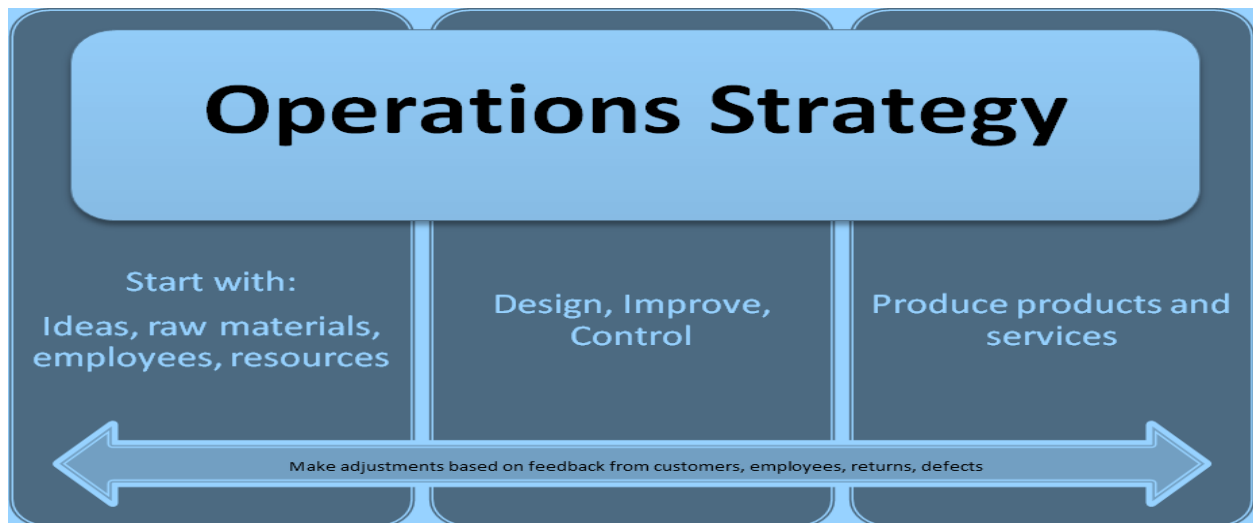 Operations Strategy
Start with:
Ideas, raw materials,
employees, resources
Design, Improve,
Control
Produce products and
services
Make adjustments based on feedback from customers, employees, returns, defects